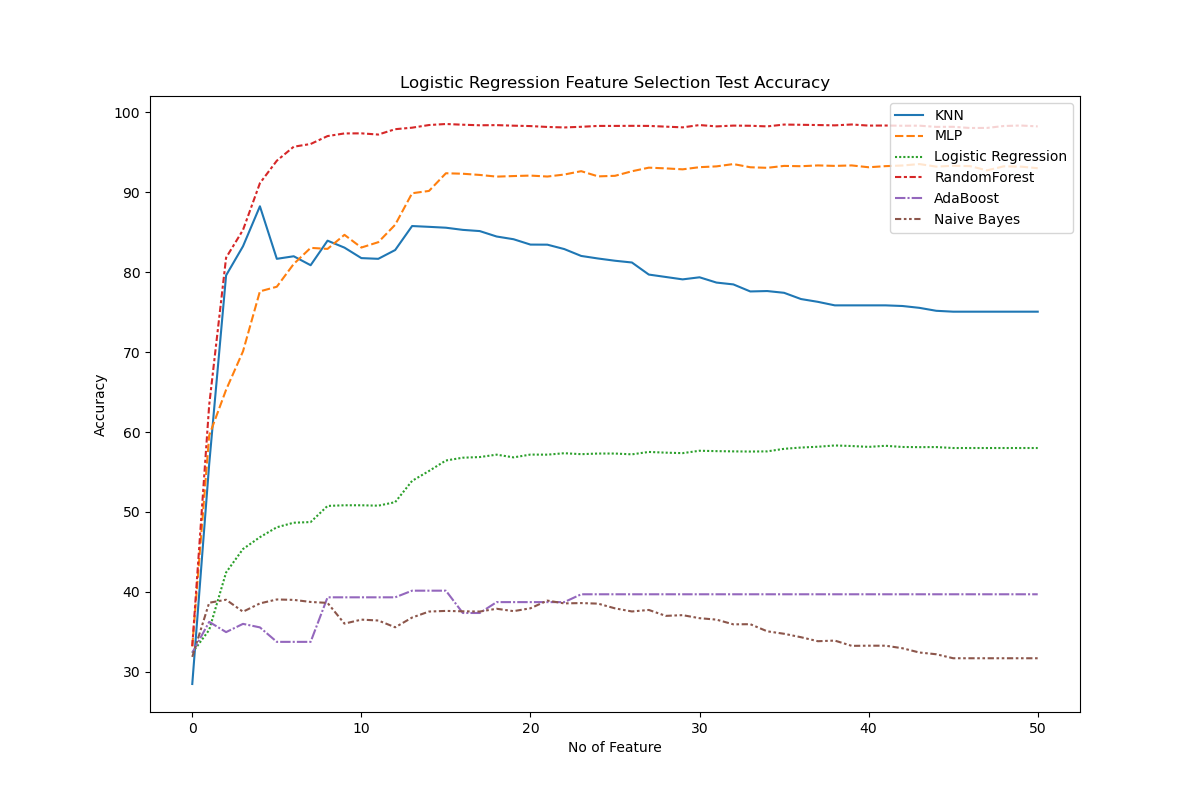 Logistic Regression Feature Selection Test Accuracy
100
90
80
70
60
50
40
30
Accuracy
KNN
MLP
Logistic Regression
RandomForest
AdaBoost
Naive Bayes
0
10
20
30
40
50
No of Feature